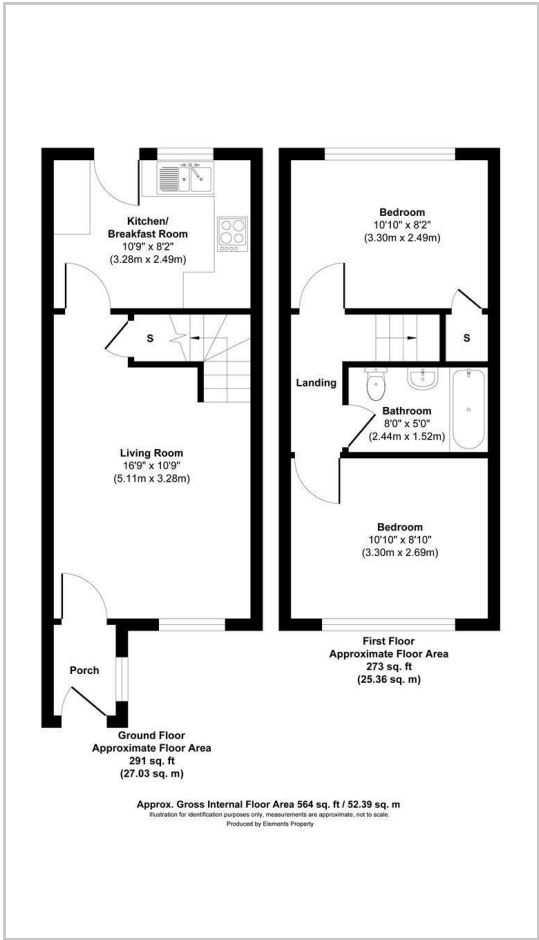 Kitchen/
Breakfast Room
10'9" x 8'2"
(3.28m x 2.49m)
S
Living Room
16'9" x 10'9"
(5.11m x 3.28m)
Porch
Ground Floor
Approximate Floor Area
291 sq. ft
(27.03 sq. m)
Bedroom
10'10" x 8'2"
(3.30m x 2.49m)
S
Landing
Bathroom
8'0" x 5'0"
(2.44m x 1.52m)
Bedroom
10'10" x 8'10"
(3.30m x 2.69m)
First Floor
Approximate Floor Area
273 sq. ft
(25.36 sq. m)
Approx. Gross Internal Floor Area 564 sq. ft / 52.39 sq. m
Illustration for identification purposes only, measurements are approximate, not to scale.
Produced by Elements Property